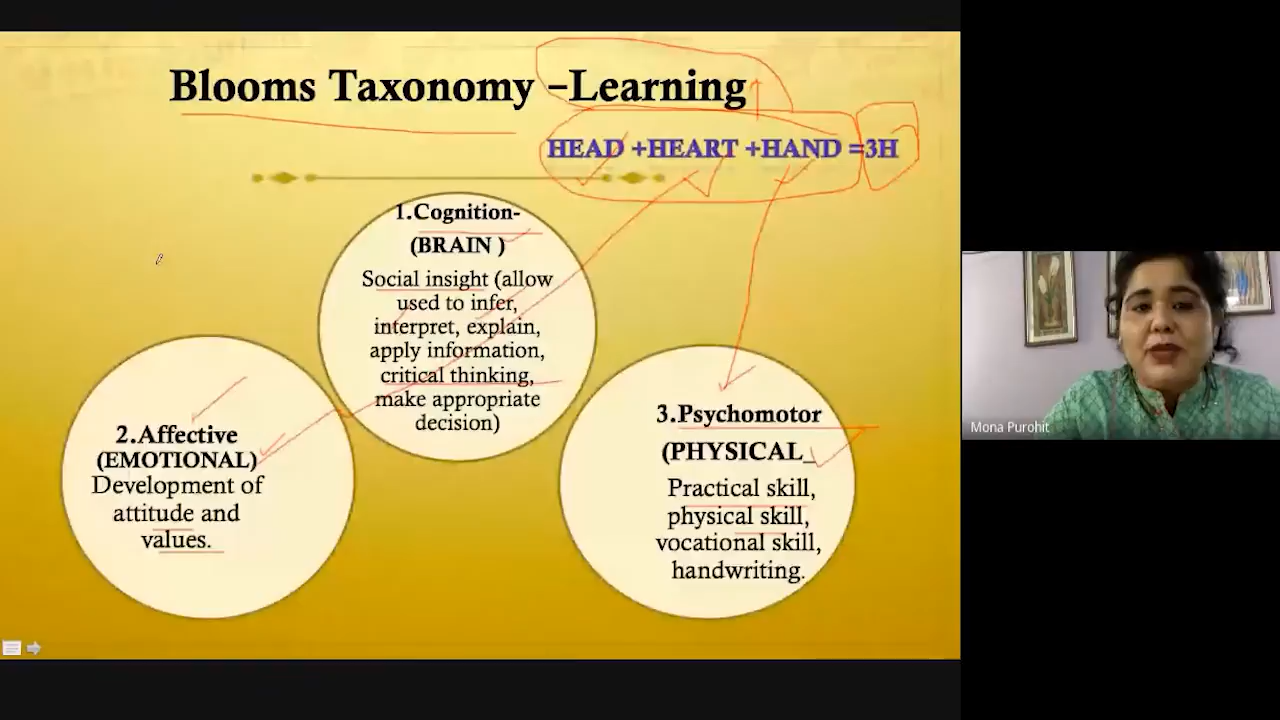 Blooms Taxonomy –Learning
HEAD +HEART +HAND =3H
1.Cognition-
(BRAIN )
Social insight (allow
used to infer,
interpret, explain,
apply information,
critical thinking,
make appropriate
decision)
2.Affective
(EMOTIONAL)
Development of
attitude and
values.
3.Psychomotor
(PHYSICAL_
Practical skill,
physical skill,
vocational skill,
handwriting.
Mona Purohit